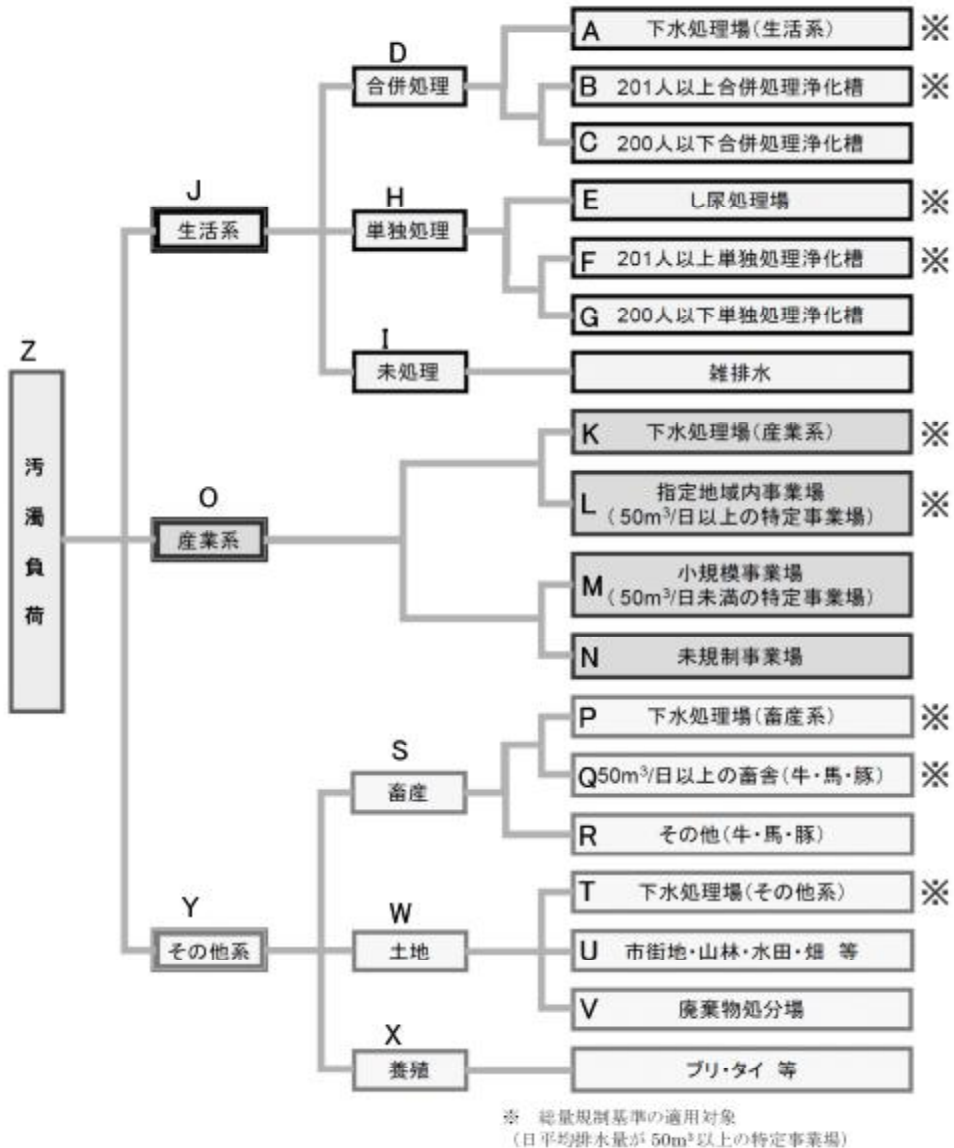 Z
汚濁負荷
J
生活系
D
合併処理
A 下水処理場(生活系) ※
B 201人以上合併処理浄化槽 ※
C 200人以下合併処理浄化槽
H
単独処理
E し尿処理場 ※
F 201人以上単独処理浄化槽 ※
G 200人以下単独処理浄化槽
I
未処理
雑排水
O
産業系
K 下水処理場(産業系) ※
L 指定地域内事業場
(50m³/日以上の特定事業場) ※
M 小規模事業場
(50m³/日未満の特定事業場)
N 未規制事業場
Y
その他系
S
畜産
P 下水処理場(畜産系) ※
Q 50m³/日以上の畜舎(牛・馬・豚) ※
R その他(牛・馬・豚)
W
土地
T 下水処理場(その他系) ※
U 市街地・山林・水田・畑 等
V 廃棄物処分場
X
養殖
ブリ・タイ 等
※ 総量規制基準の適用対象
(日平均排水量が 50m³以上の特定事業場)